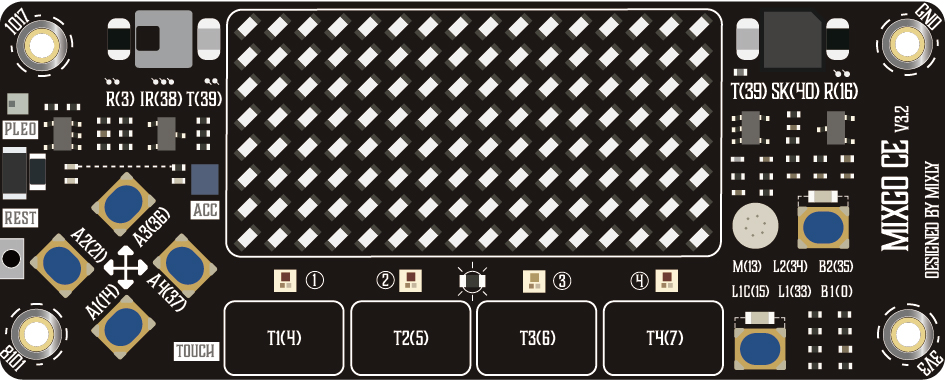 1017
GND
R(3) IR(38) T(39)
T(39) SK(40) R(16)
PLED
ACC
REST
A3(36)
A2(21)
A4(37)
A1(14)
MIXGO CE V3.2
DESIGNED BY MIXLY
M(13) L2(34) B2(35)
L1C(15) L1(33) B1(0)
① ② ③ ④
T1(4) T2(5) T3(6) T4(7)
TOUCH
8IO1
3V3